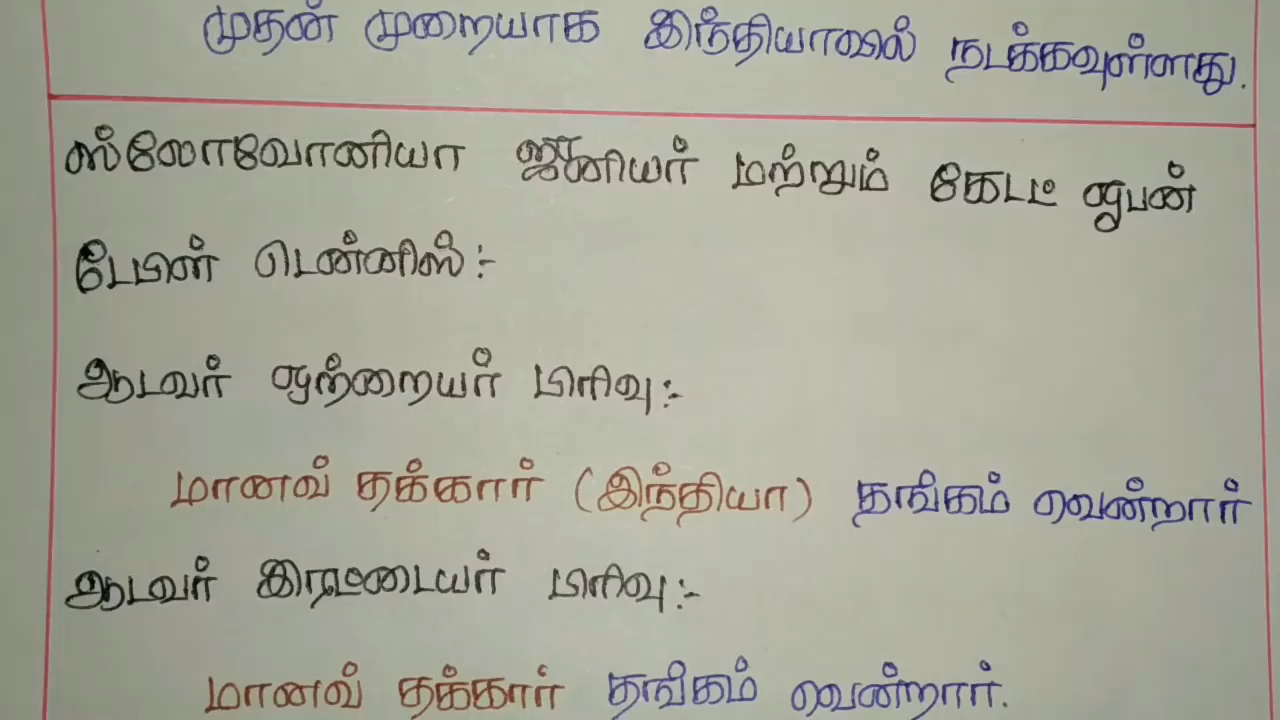 முதன் முறையாக இந்தியாவில் நடக்கவுள்ளது.
ஸ்லோவோனியா ஜூனியர் மற்றும் கேடட் ஓபன்
டேபிள் டென்னிஸ்:-
ஆடவர் ஒற்றையர் பிரிவு:-
மானவ் தக்கார் (இந்தியா) தங்கம் வென்றார்
ஆடவர் இரட்டையர் பிரிவு:-
மானவ் தக்கார் தங்கம் வென்றார்.